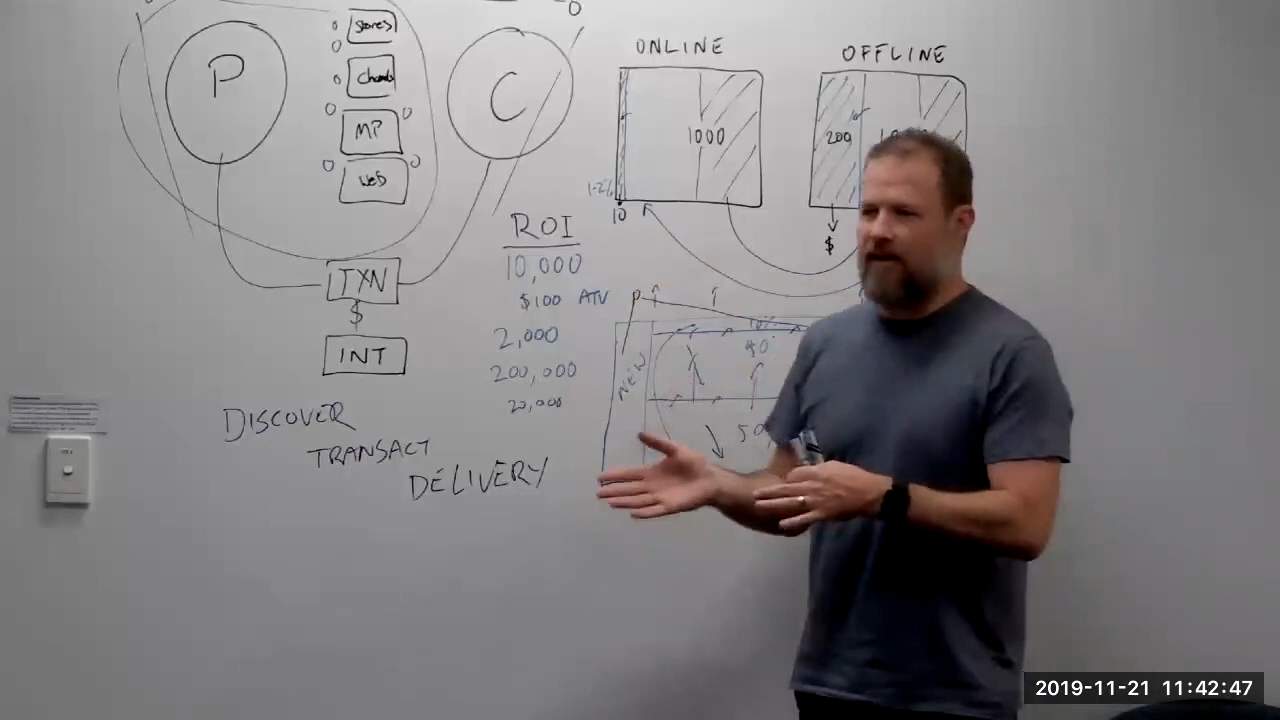 P
Stores
MP
Web
C
TXN
$
INT
DISCOVER
TRANSACT
DELIVERY
ROI
10,000
$100 ATV
2,000
200,000
20,000
ONLINE
1000
1-2%
10
OFFLINE
200
$
NEW
10%
40
50
2019-11-21 11:42:47